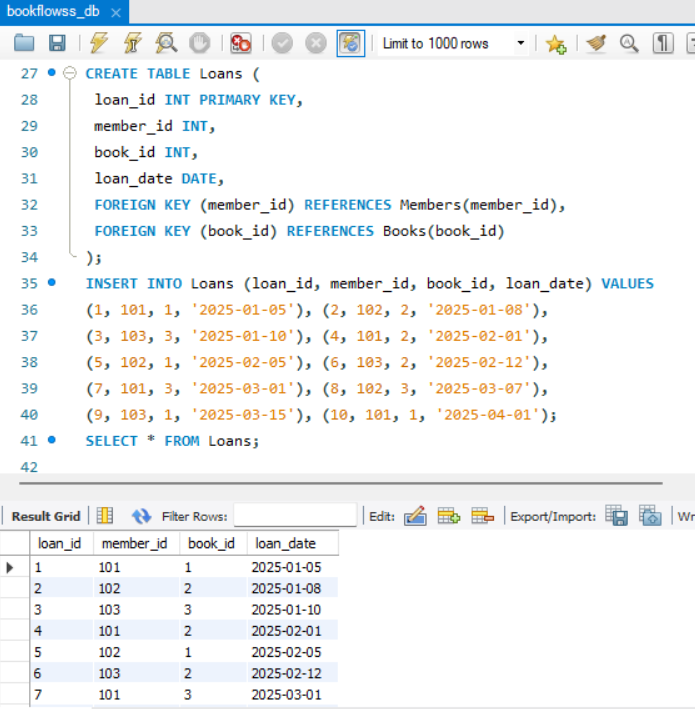 bookflowss_db ×
Limit to 1000 rows
27 CREATE TABLE Loans (
28 loan_id INT PRIMARY KEY,
29 member_id INT,
30 book_id INT,
31 loan_date DATE,
32 FOREIGN KEY (member_id) REFERENCES Members(member_id),
33 FOREIGN KEY (book_id) REFERENCES Books(book_id)
34 );
35 INSERT INTO Loans (loan_id, member_id, book_id, loan_date) VALUES
36 (1, 101, 1, '2025-01-05'), (2, 102, 2, '2025-01-08'),
37 (3, 103, 3, '2025-01-10'), (4, 101, 2, '2025-02-01'),
38 (5, 102, 1, '2025-02-05'), (6, 103, 2, '2025-02-12'),
39 (7, 101, 3, '2025-03-01'), (8, 102, 3, '2025-03-07'),
40 (9, 103, 1, '2025-03-15'), (10, 101, 1, '2025-04-01');
41 SELECT * FROM Loans;
42
Result Grid Filter Rows: Edit: Export/Import: Wr
loan_id member_id book_id loan_date
1 101 1 2025-01-05
2 102 2 2025-01-08
3 103 3 2025-01-10
4 101 2 2025-02-01
5 102 1 2025-02-05
6 103 2 2025-02-12
7 101 3 2025-03-01